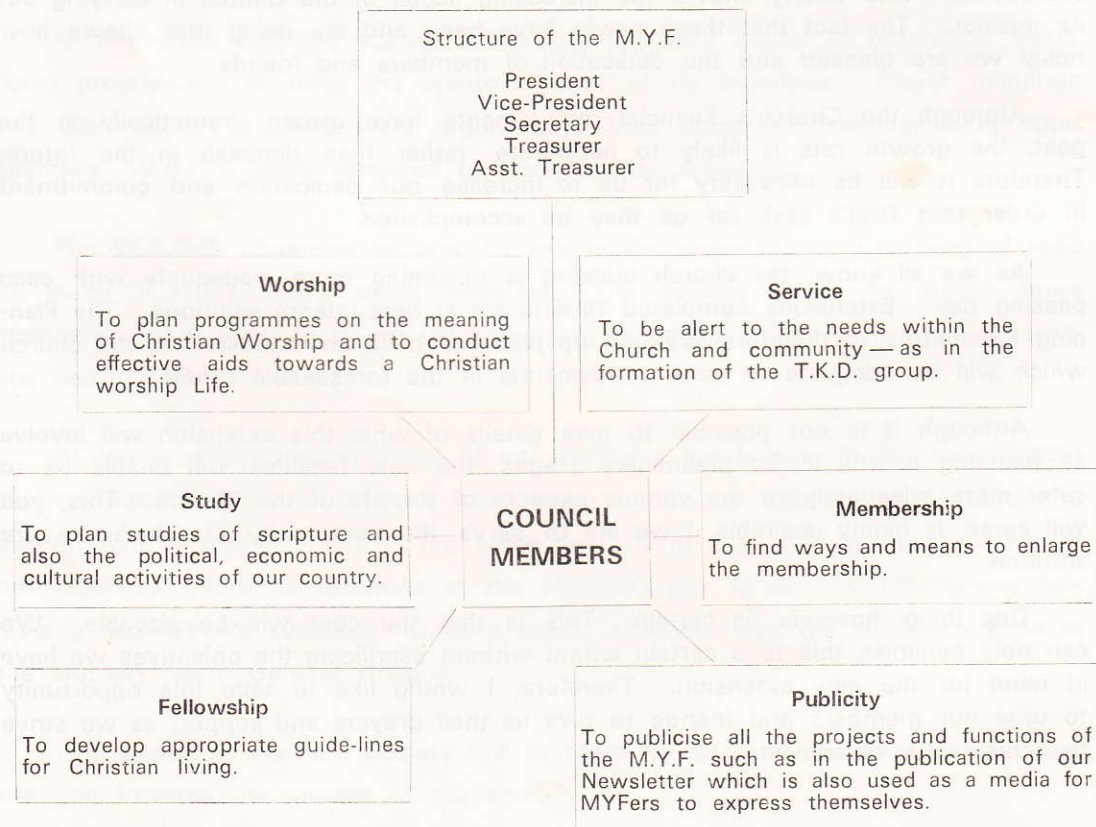 Structure of the M.Y.F.
President
Vice-President
Secretary
Treasurer
Asst. Treasurer
Worship
To plan programmes on the meaning
of Christian Worship and to conduct
effective aids towards a Christian
worship Life.
Service
To be alert to the needs within the
Church and community — as in the
formation of the T.K.D. group.
Study
To plan studies of scripture and
also the political, economic and
cultural activities of our country.
COUNCIL
MEMBERS
Membership
To find ways and means to enlarge
the membership.
Fellowship
To develop appropriate guide-lines
for Christian living.
Publicity
To publicise all the projects and functions of
the M.Y.F. such as in the publication of our
Newsletter which is also used as a media for
MYFers to express themselves.